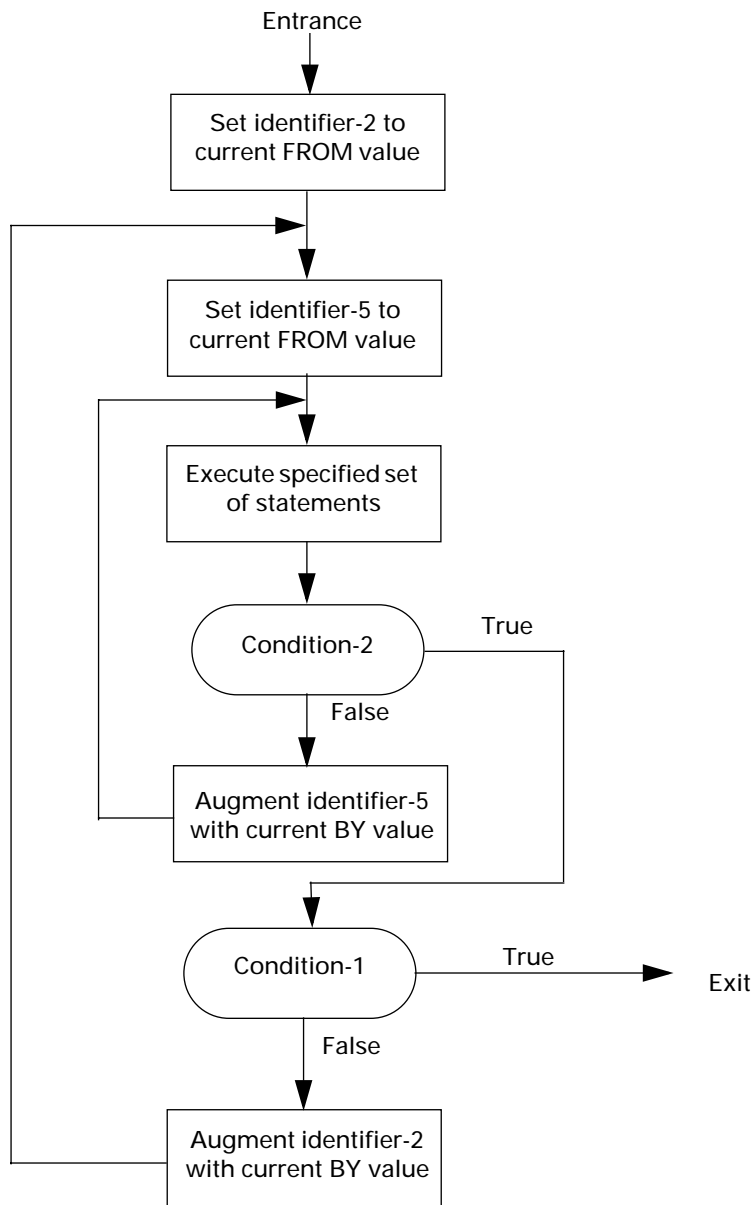 Entrance
Set identifier-2 to
current FROM value
Set identifier-5 to
current FROM value
Execute specified set
of statements
Condition-2
True
False
Augment identifier-5
with current BY value
Condition-1
True
Exit
False
Augment identifier-2
with current BY value